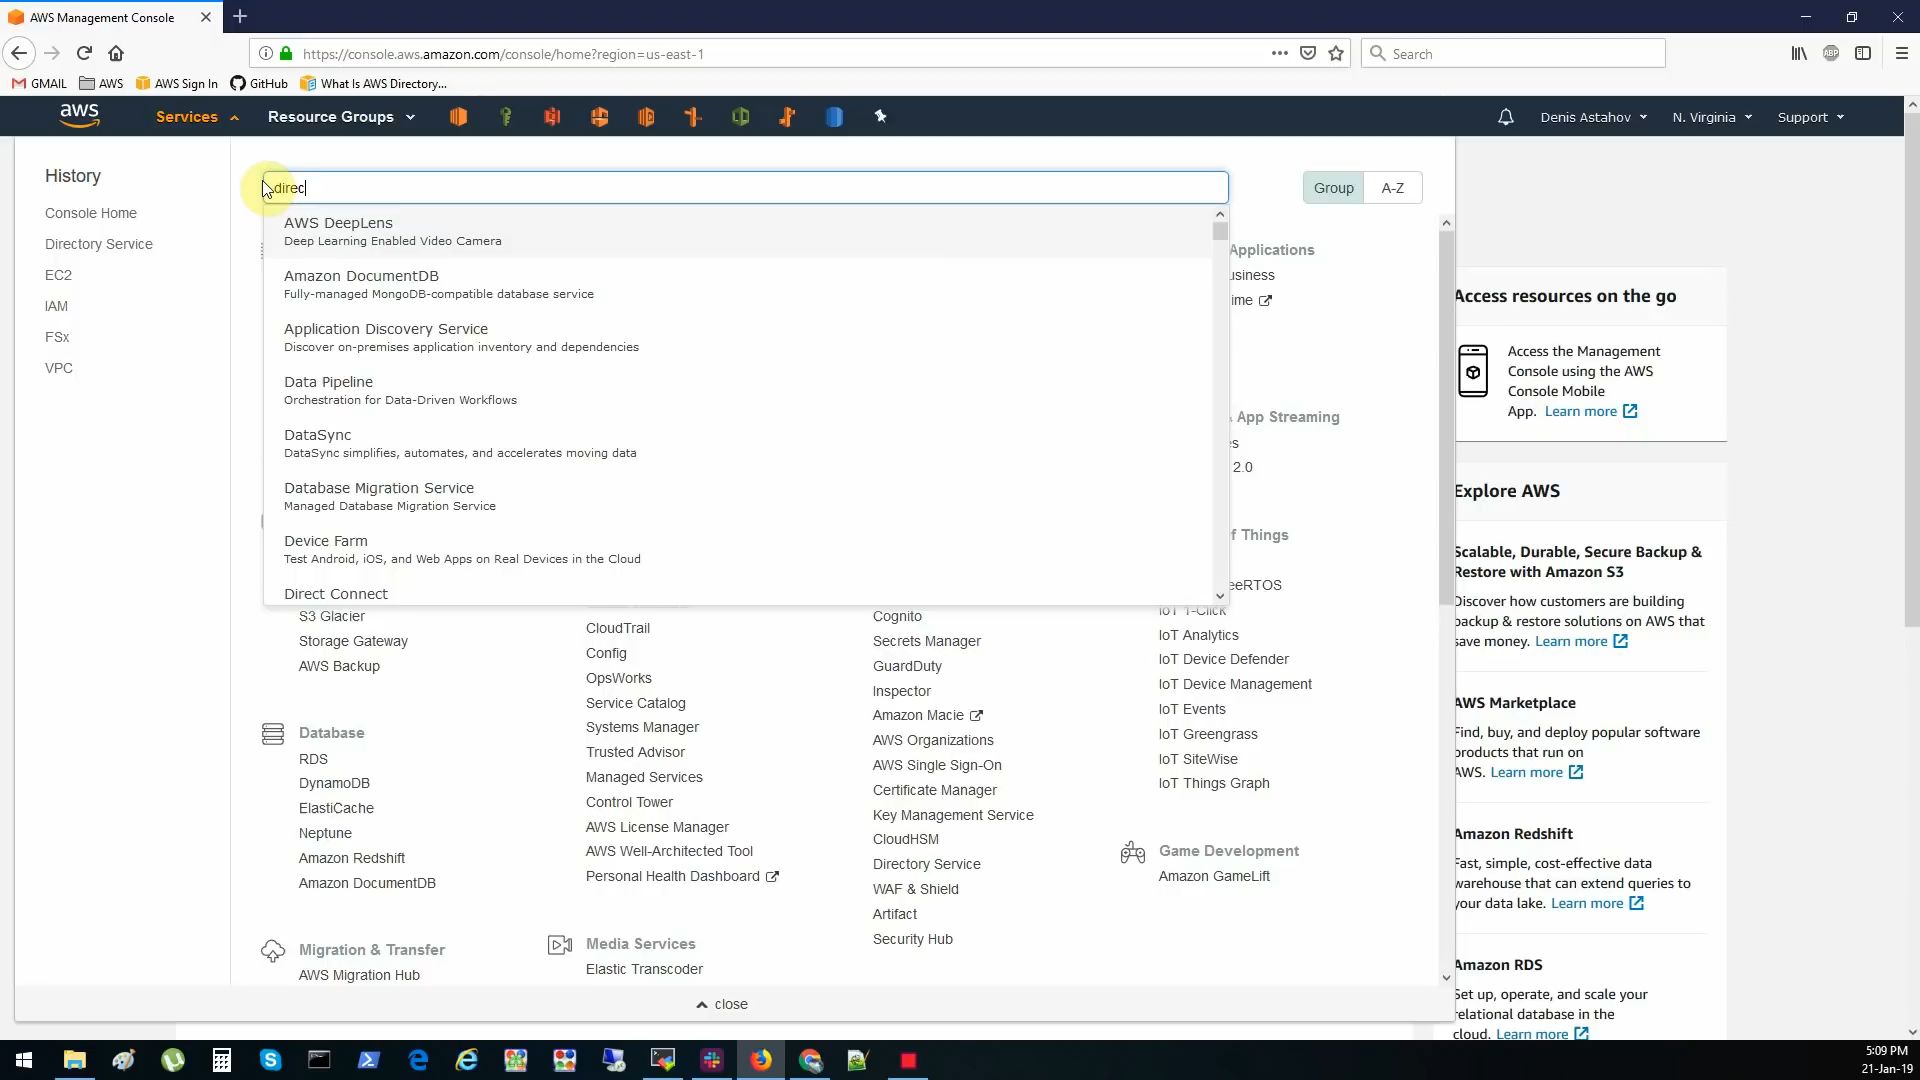 AWS Management Console
https://console.aws.amazon.com/console/home?region=us-east-1
Search
GMAIL
AWS
AWS Sign In
GitHub
What Is AWS Directory...
aws
Services
Resource Groups
Denis Astahov
N. Virginia
Support
History
Console Home
Directory Service
EC2
IAM
FSx
VPC
direc
Group
A-Z
AWS DeepLens
Deep Learning Enabled Video Camera
Amazon DocumentDB
Fully-managed MongoDB-compatible database service
Application Discovery Service
Discover on-premises application inventory and dependencies
Data Pipeline
Orchestration for Data-Driven Workflows
DataSync
DataSync simplifies, automates, and accelerates moving data
Database Migration Service
Managed Database Migration Service
Device Farm
Test Android, iOS, and Web Apps on Real Devices in the Cloud
Direct Connect
S3 Glacier
Storage Gateway
AWS Backup
Database
RDS
DynamoDB
ElastiCache
Neptune
Amazon Redshift
Amazon DocumentDB
Migration & Transfer
AWS Migration Hub
CloudTrail
Config
OpsWorks
Service Catalog
Systems Manager
Trusted Advisor
Managed Services
Control Tower
AWS License Manager
AWS Well-Architected Tool
Personal Health Dashboard
Media Services
Elastic Transcoder
Cognito
Secrets Manager
GuardDuty
Inspector
Amazon Macie
AWS Organizations
AWS Single Sign-On
Certificate Manager
Key Management Service
CloudHSM
Directory Service
WAF & Shield
Artifact
Security Hub
Applications
usiness
ime
App Streaming
es
2.0
f Things
eeRTOS
IoT 1-Click
IoT Analytics
IoT Device Defender
IoT Device Management
IoT Events
IoT Greengrass
IoT SiteWise
IoT Things Graph
Game Development
Amazon GameLift
close
Access resources on the go
Access the Management
Console using the AWS
Console Mobile
App. Learn more
Explore AWS
Scalable, Durable, Secure Backup &
Restore with Amazon S3
Discover how customers are building
backup & restore solutions on AWS that
save money. Learn more
AWS Marketplace
Find, buy, and deploy popular software
products that run on
AWS. Learn more
Amazon Redshift
Fast, simple, cost-effective data
warehouse that can extend queries to
your data lake. Learn more
Amazon RDS
Set up, operate, and scale your
relational database in the
cloud. Learn more
5:09 PM
21-Jan-19